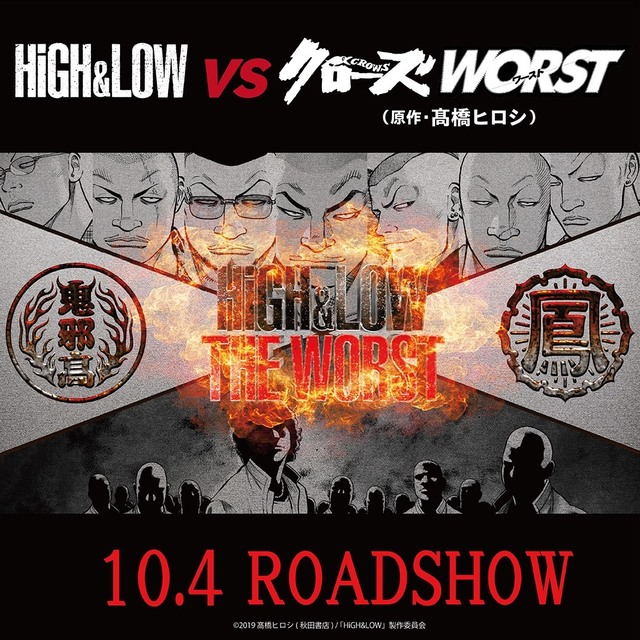 HiGH&LOW VS クローズ WORST
CROWS
ワースト
（原作・髙橋ヒロシ）
鬼邪高
鳳
HiGH&LOW
THE WORST
10.4 ROADSHOW
©2019 髙橋ヒロシ(秋田書店)/「HiGH&LOW」製作委員会